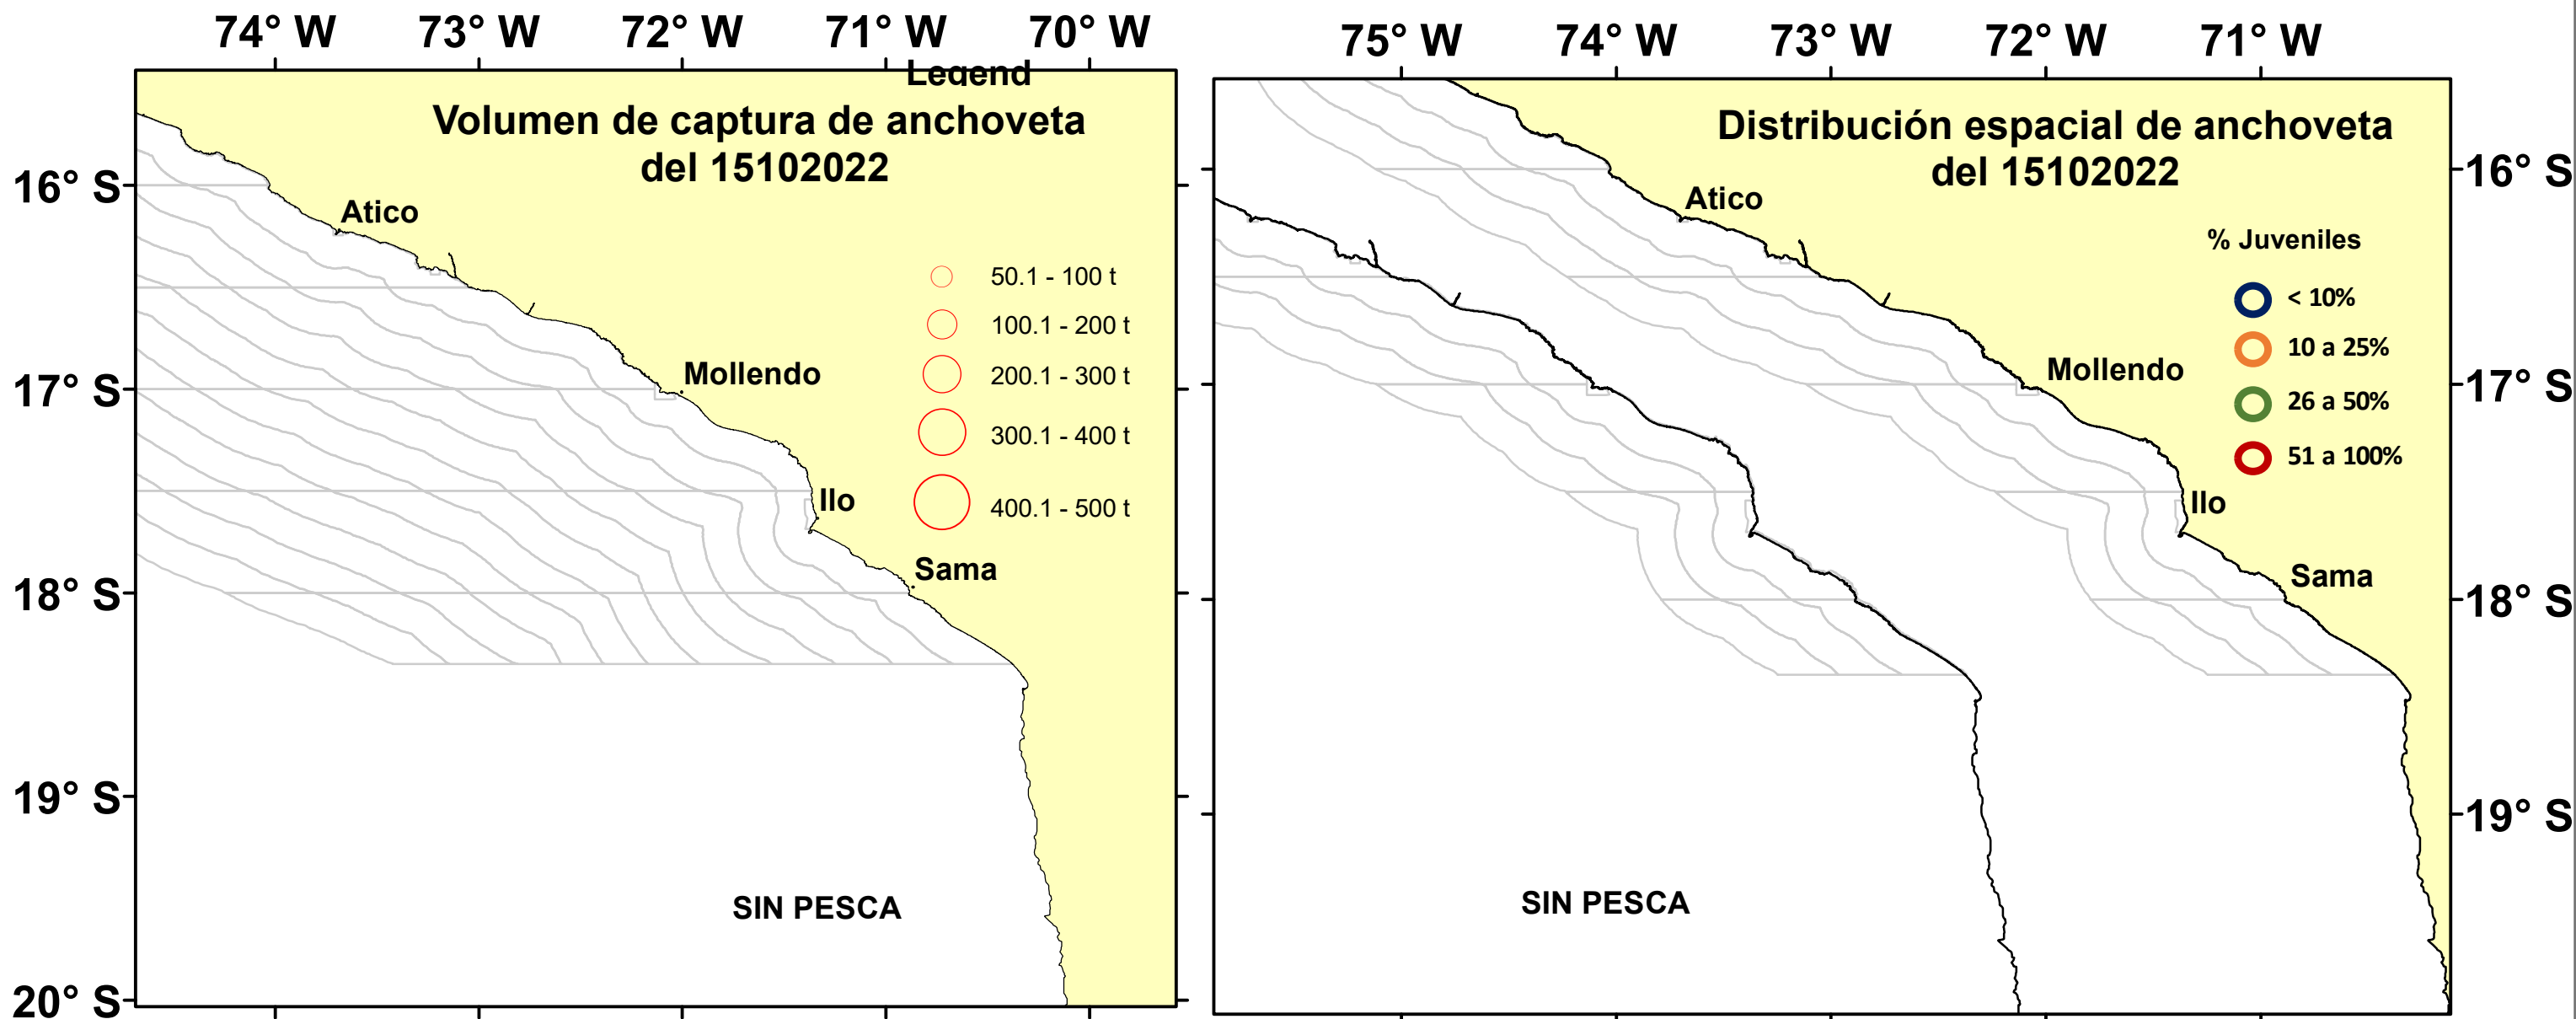 74° W 73° W 72° W 71° W 70° W
Legend
Volumen de captura de anchoveta
del 15102022
16° S
17° S
18° S
19° S
20° S
Atico
Mollendo
Ilo
Sama
50.1 - 100 t
100.1 - 200 t
200.1 - 300 t
300.1 - 400 t
400.1 - 500 t
SIN PESCA
75° W 74° W 73° W 72° W 71° W
Distribución espacial de anchoveta
del 15102022
16° S
17° S
18° S
19° S
Atico
Mollendo
Ilo
Sama
% Juveniles
< 10%
10 a 25%
26 a 50%
51 a 100%
SIN PESCA